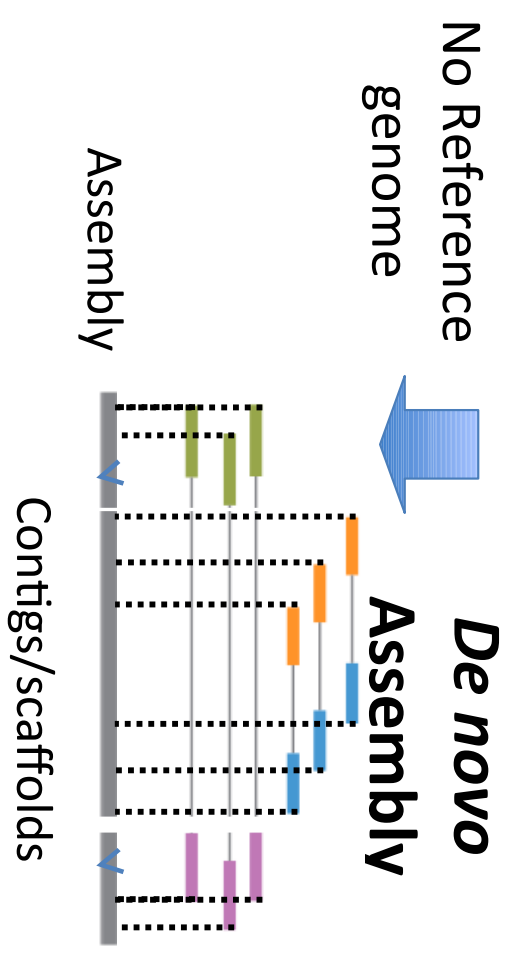 No Reference
genome
De novo
Assembly
Assembly
Contigs/scaffolds